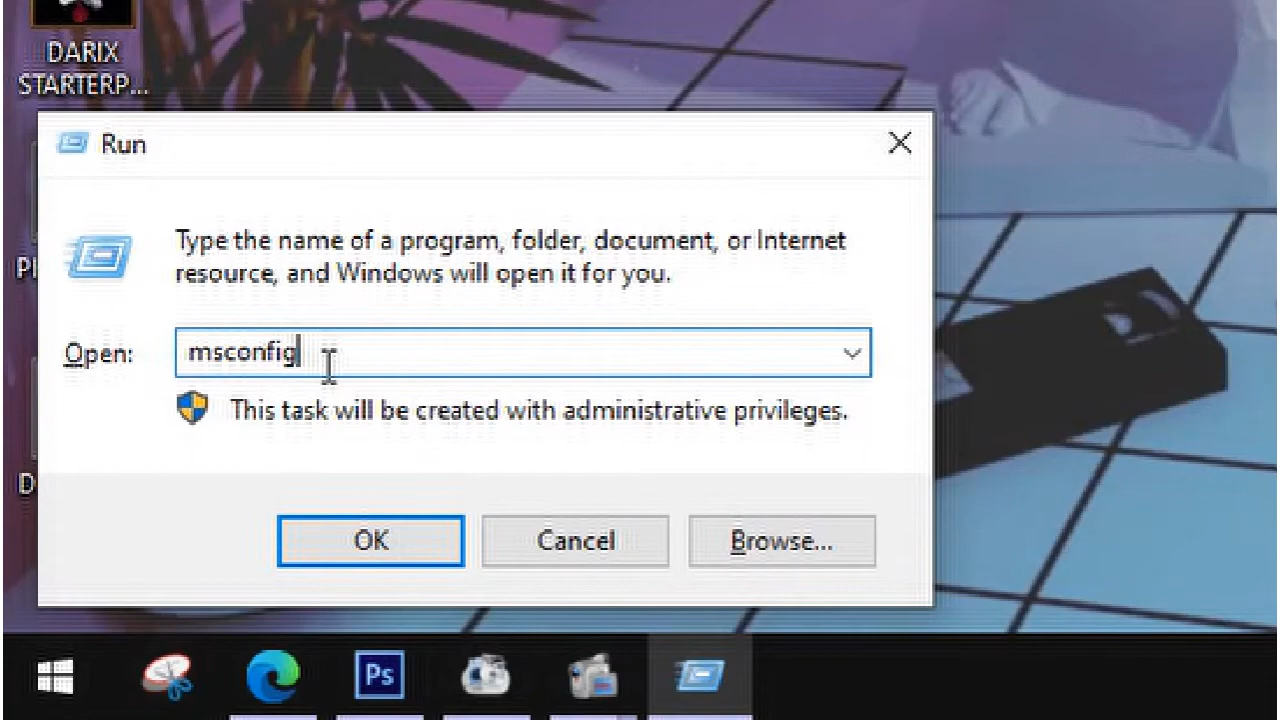 DARIX
STARTERP...
Run
Type the name of a program, folder, document, or Internet
resource, and Windows will open it for you.
Open:
msconfig
This task will be created with administrative privileges.
OK
Cancel
Browse...
Pl
D
Ps